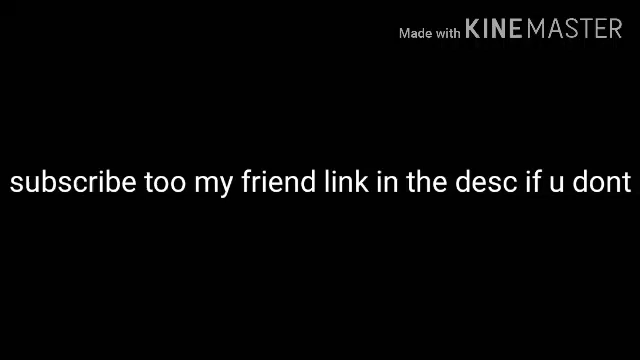 Made with KINEMASTER
subscribe too my friend link in the desc if u dont